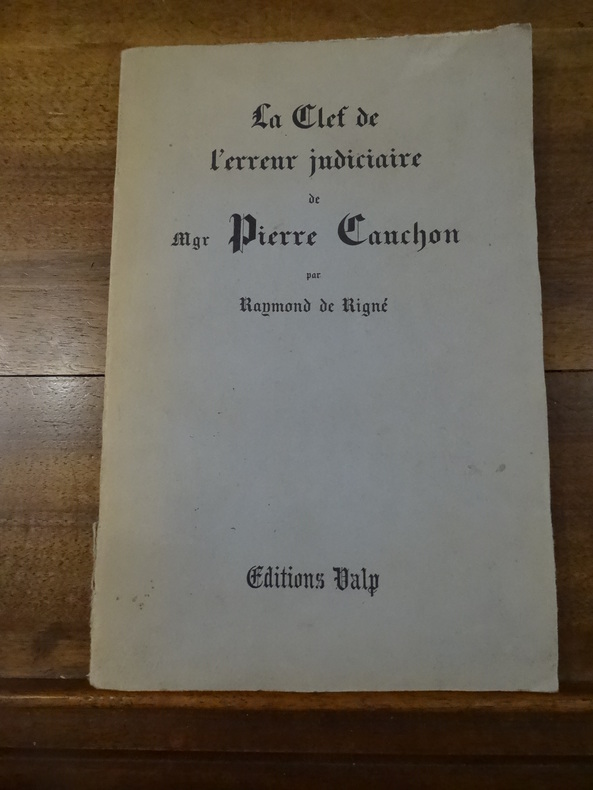 La Clef de
l'erreur judiciaire
de
Mgr Pierre Cauchon
par
Raymond de Rigné
Editions Valp